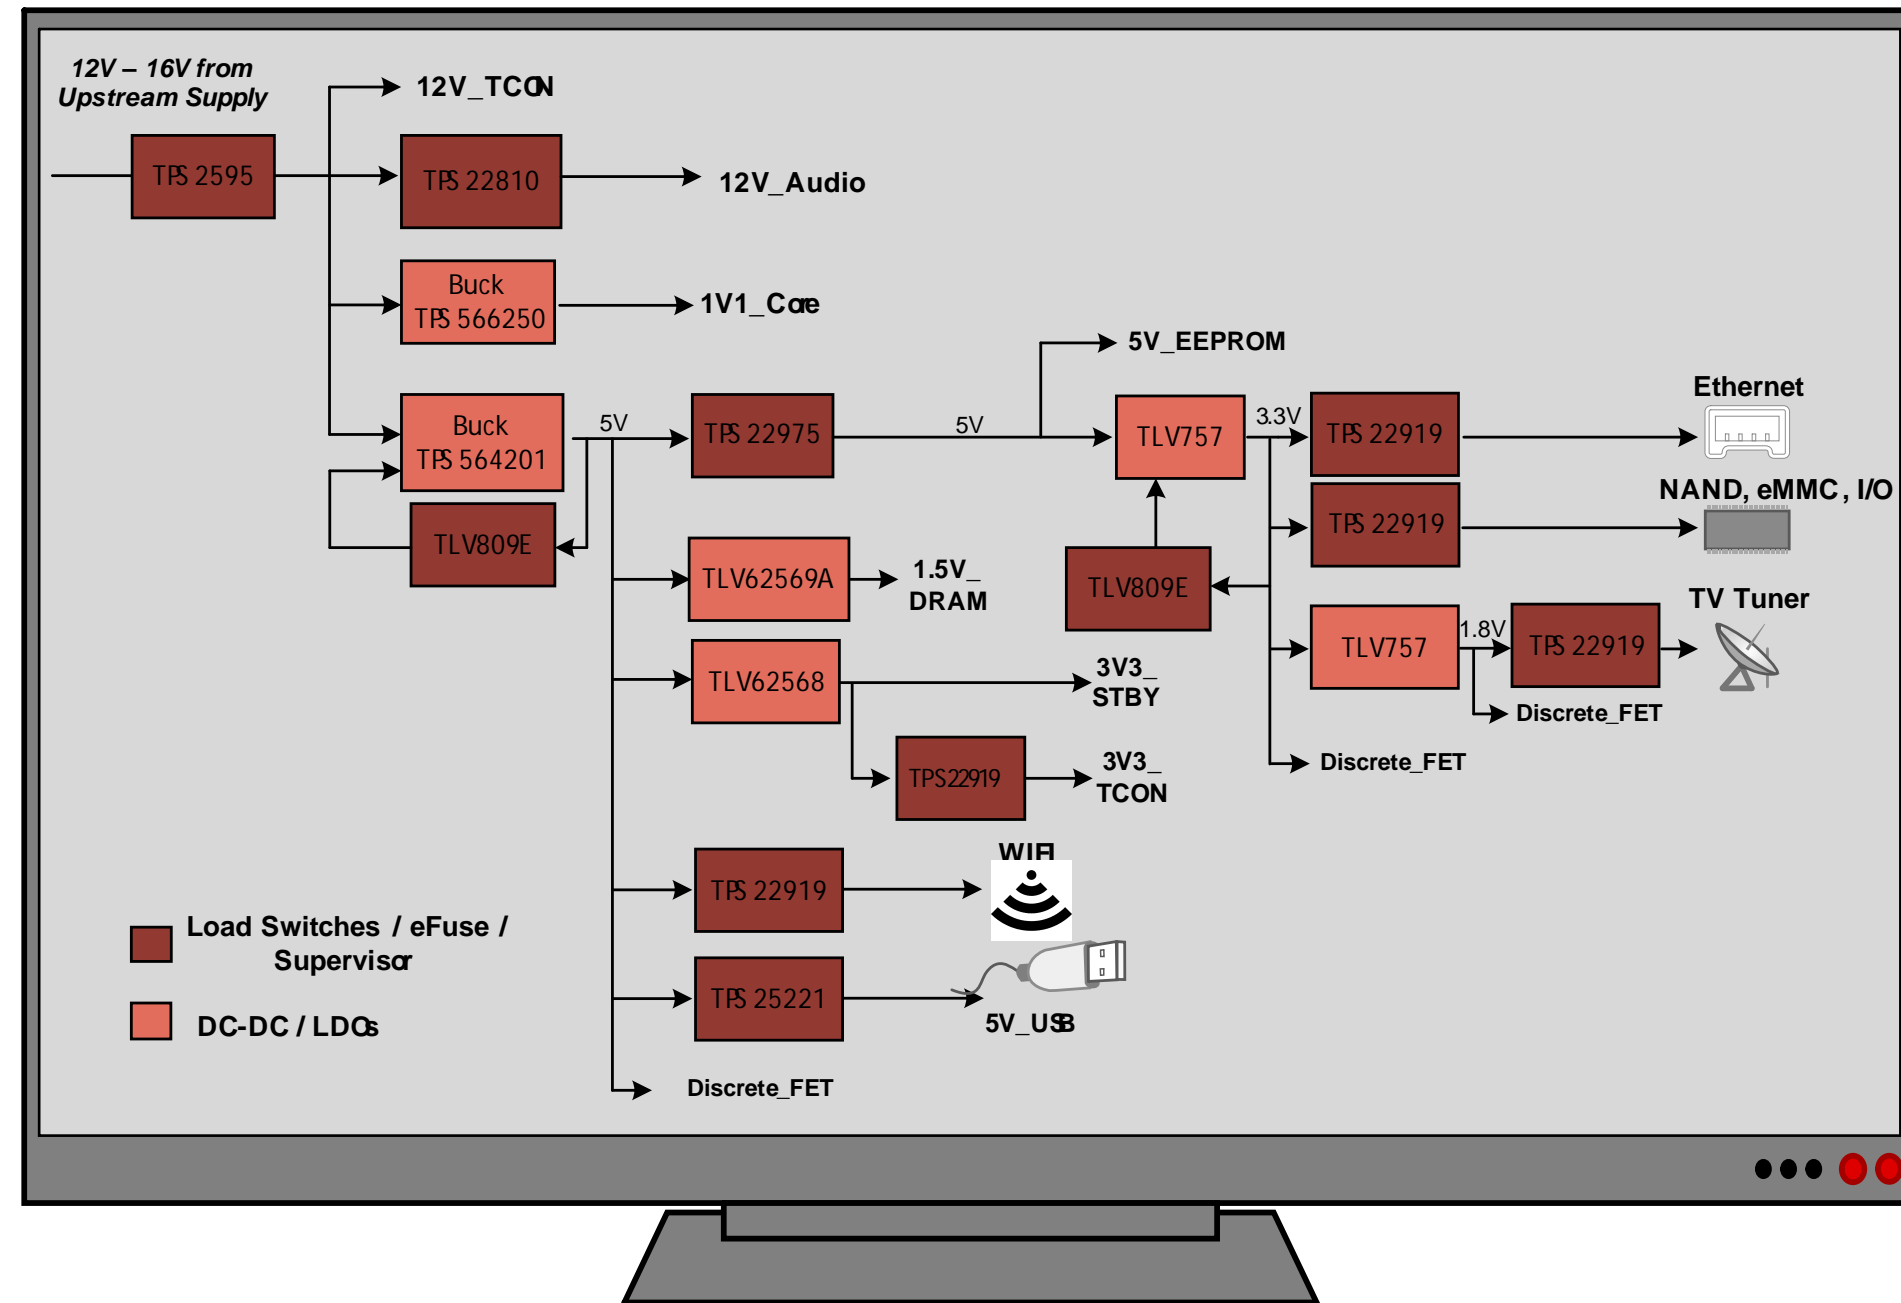 12V – 16V from
Upstream Supply
12V_TCON
TPS 2595
TPS 22810
12V_Audio
Buck
TPS 566250
1V1_Core
5V_EEPROM
Buck
TPS 564201
5V
TPS 22975
5V
TLV757
3.3V
TPS 22919
Ethernet
NAND, eMMC, I/O
TPS 22919
TLV809E
TLV62569A
1.5V_
DRAM
TLV809E
TV Tuner
TLV757
1.8V
TPS 22919
TLV62568
3V3_
STBY
Discrete_FET
TPS22919
3V3_
TCON
Discrete_FET
WIFI
TPS 22919
Load Switches / eFuse /
Supervisor
TPS 25221
5V_USB
DC-DC / LDOs
Discrete_FET